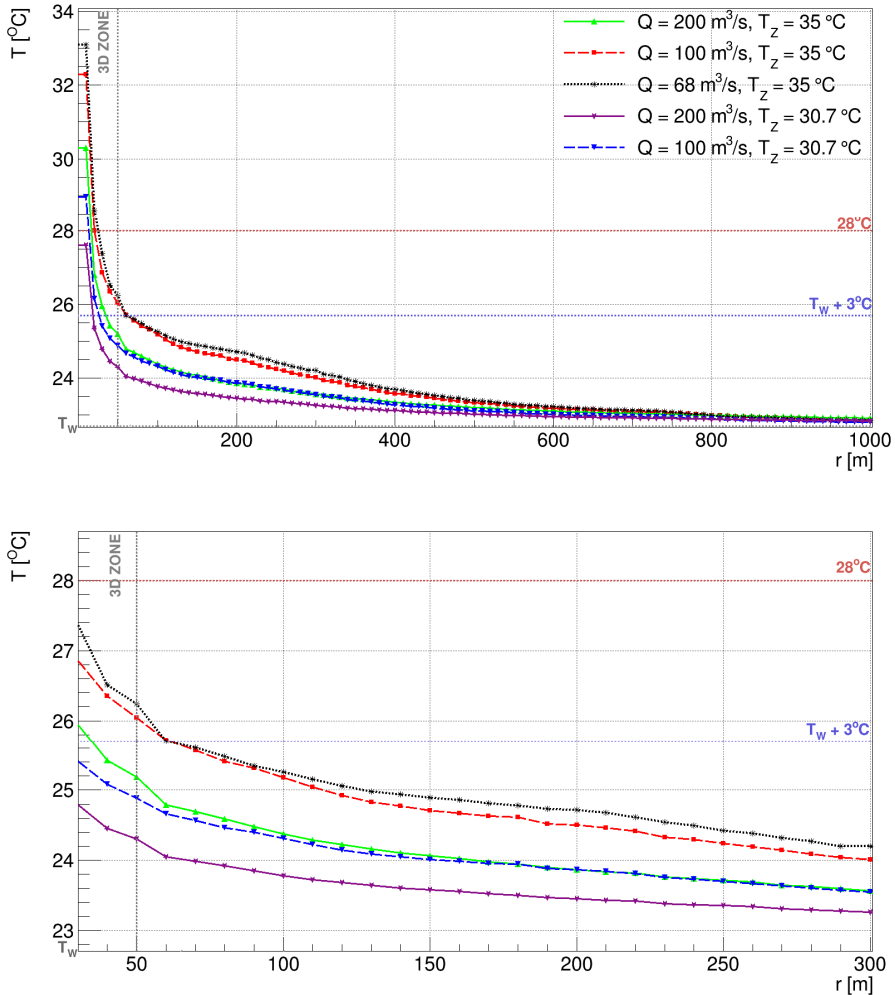 T [°C]
34
32
30
28
26
24
T_W
3D ZONE
Q = 200 m³/s, T_Z = 35 °C
Q = 100 m³/s, T_Z = 35 °C
Q = 68 m³/s, T_Z = 35 °C
Q = 200 m³/s, T_Z = 30.7 °C
Q = 100 m³/s, T_Z = 30.7 °C
28°C
T_W + 3°C
200 400 600 800 1000
r [m]
T [°C]
28
27
26
25
24
23
T_W
3D ZONE
28°C
T_W + 3°C
50 100 150 200 250 300
r [m]